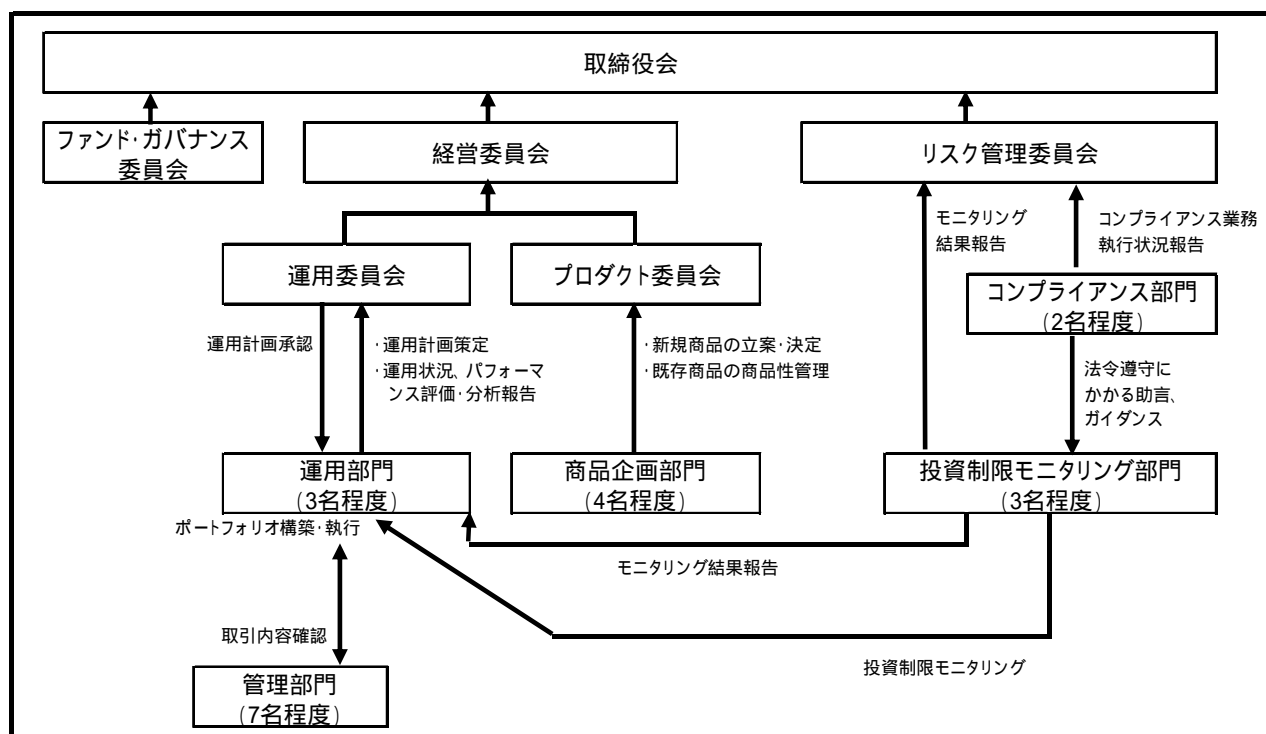 取締役会
ファンド・ガバナンス
委員会
経営委員会
リスク管理委員会
モニタリング
結果報告
コンプライアンス業務
執行状況報告
運用委員会
プロダクト委員会
コンプライアンス部門
(2名程度)
運用計画承認
・運用計画策定
・運用状況、パフォーマ
ンス評価・分析報告
・新規商品の立案・決定
・既存商品の商品性管理
法令遵守に
かかる助言、
ガイダンス
運用部門
(3名程度)
商品企画部門
(4名程度)
投資制限モニタリング部門
(3名程度)
ポートフォリオ構築・執行
モニタリング結果報告
取引内容確認
投資制限モニタリング
管理部門
(7名程度)